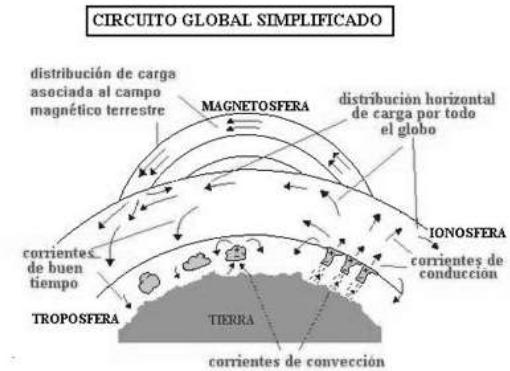 CIRCUITO GLOBAL SIMPLIFICADO
distribución de carga
asociada al campo
magnético terrestre
MAGNETOSFERA
distribución horizontal
de carga por todo
el globo
IONOSFERA
corrientes
de buen
tiempo
corrientes de
conducción
TROPOSFERA
TIERRA
corrientes de convección